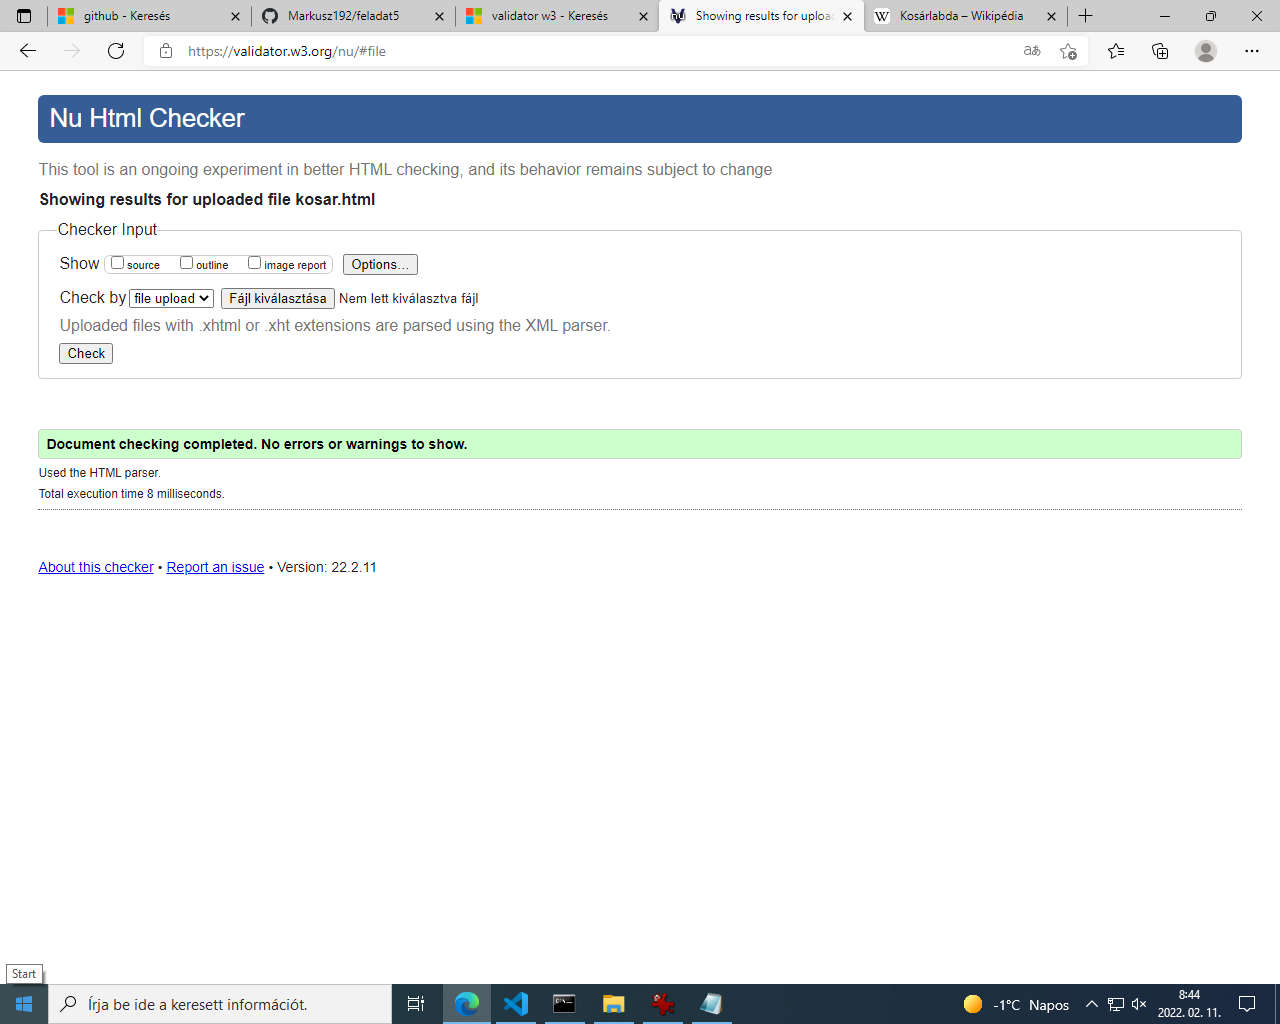 github - Keresés
Markusz192/feladat5
validator w3 - Keresés
Showing results for uploa
Kosárlabda – Wikipédia
https://validator.w3.org/nu/#file
Nu Html Checker
This tool is an ongoing experiment in better HTML checking, and its behavior remains subject to change
Showing results for uploaded file kosar.html
Checker Input
Show source outline image report Options...
Check by file upload Fájl kiválasztása Nem lett kiválasztva fájl
Uploaded files with .xhtml or .xht extensions are parsed using the XML parser.
Check
Document checking completed. No errors or warnings to show.
Used the HTML parser.
Total execution time 8 milliseconds.
About this checker • Report an issue • Version: 22.2.11
Start
Írja be ide a keresett információt.
-1°C Napos
8:44
2022. 02. 11.